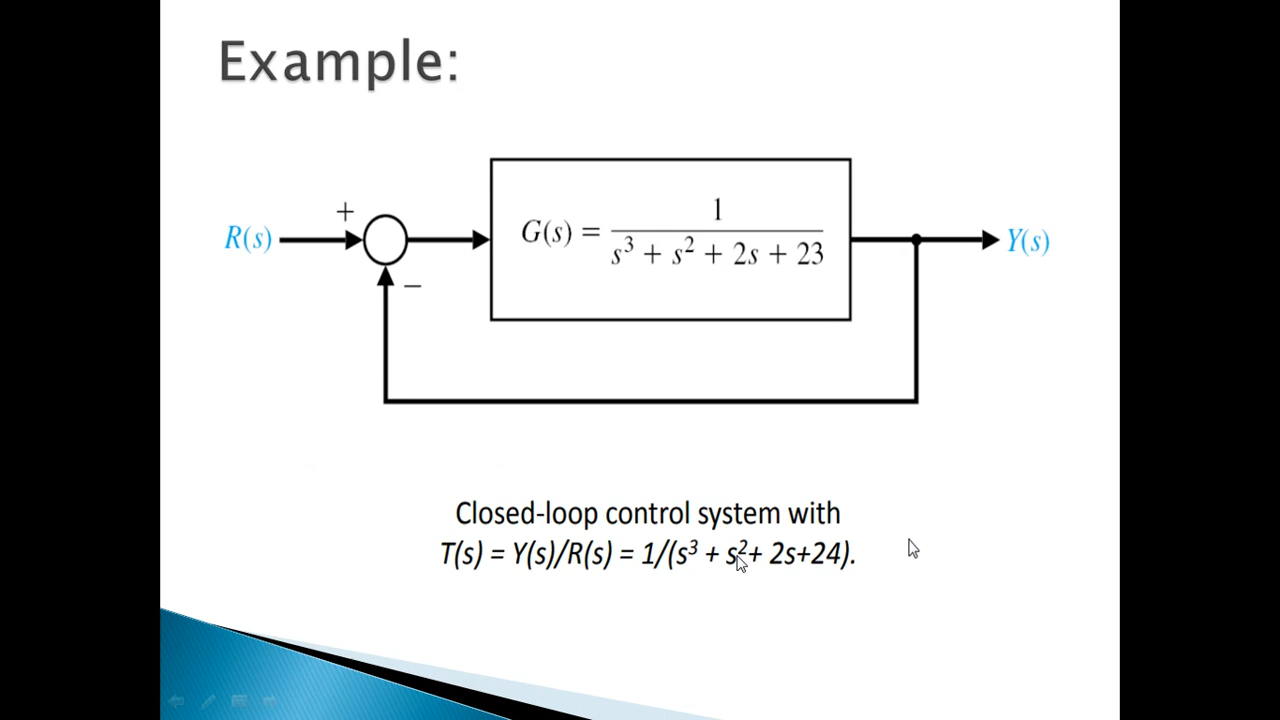 Example:
+
R(s)
G(s) = 1 / (s³ + s² + 2s + 23)
Y(s)
−
Closed-loop control system with
T(s) = Y(s)/R(s) = 1/(s³ + s²+ 2s+24).